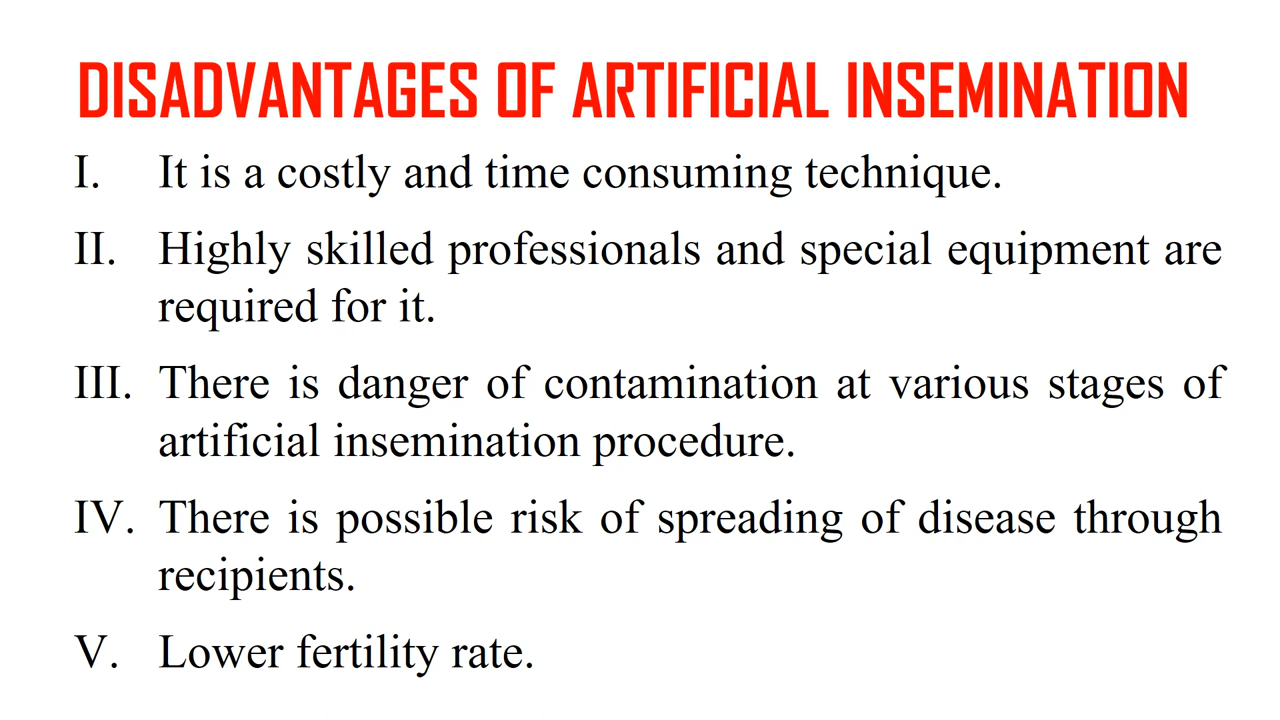 DISADVANTAGES OF ARTIFICIAL INSEMINATION
I. It is a costly and time consuming technique.
II. Highly skilled professionals and special equipment are
required for it.
III. There is danger of contamination at various stages of
artificial insemination procedure.
IV. There is possible risk of spreading of disease through
recipients.
V. Lower fertility rate.